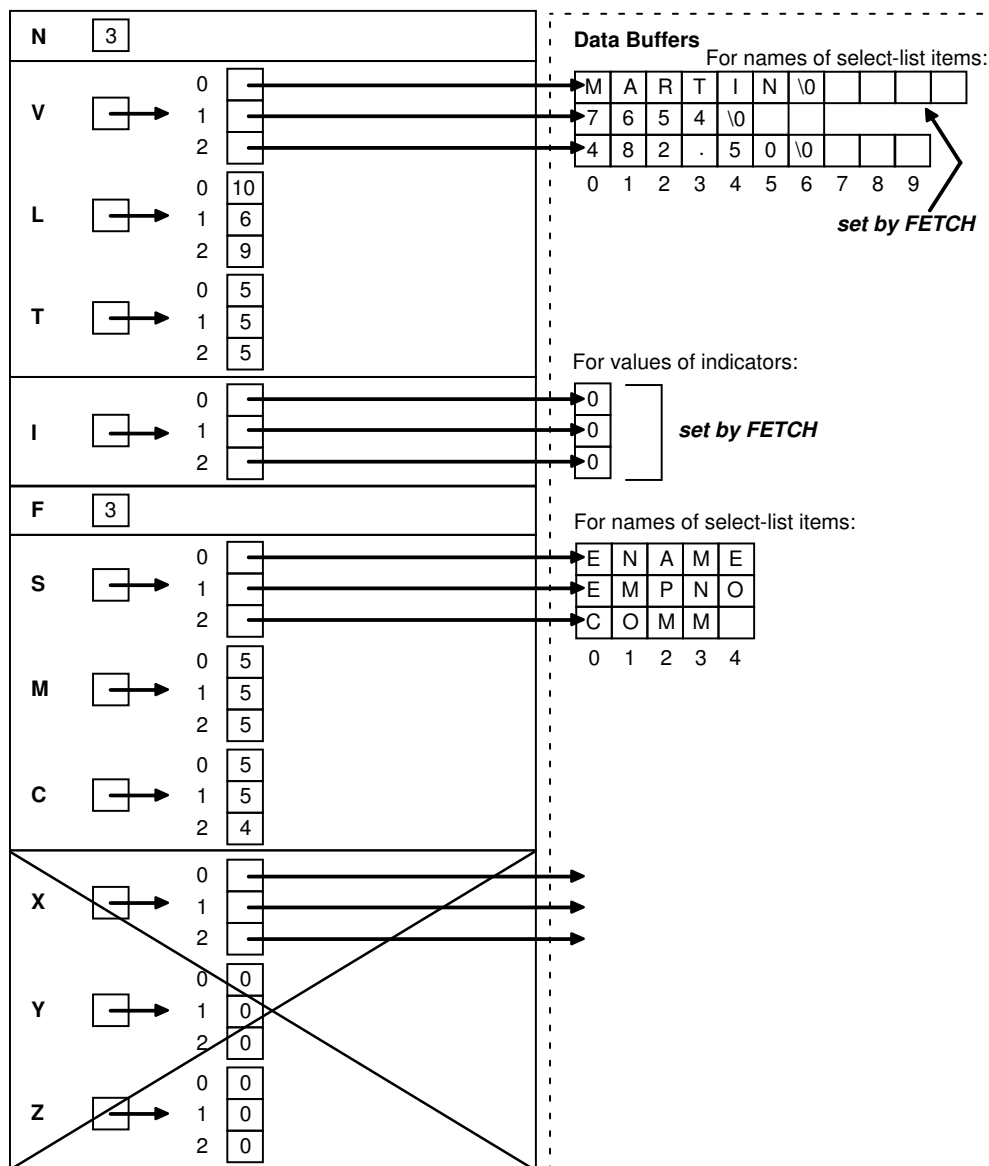 N 3
Data Buffers
For names of select-list items:
V 0 M A R T I N \0
1 7 6 5 4 \0
2 4 8 2 . 5 0 \0
0 1 2 3 4 5 6 7 8 9
set by FETCH
L 0 10
1 6
2 9
T 0 5
1 5
2 5
For values of indicators:
I 0 0
1 0
2 0
set by FETCH
F 3
For names of select-list items:
S 0 E N A M E
1 E M P N O
2 C O M M
0 1 2 3 4
M 0 5
1 5
2 5
C 0 5
1 5
2 4
X 0
1
2
Y 0 0
1 0
2 0
Z 0 0
1 0
2 0